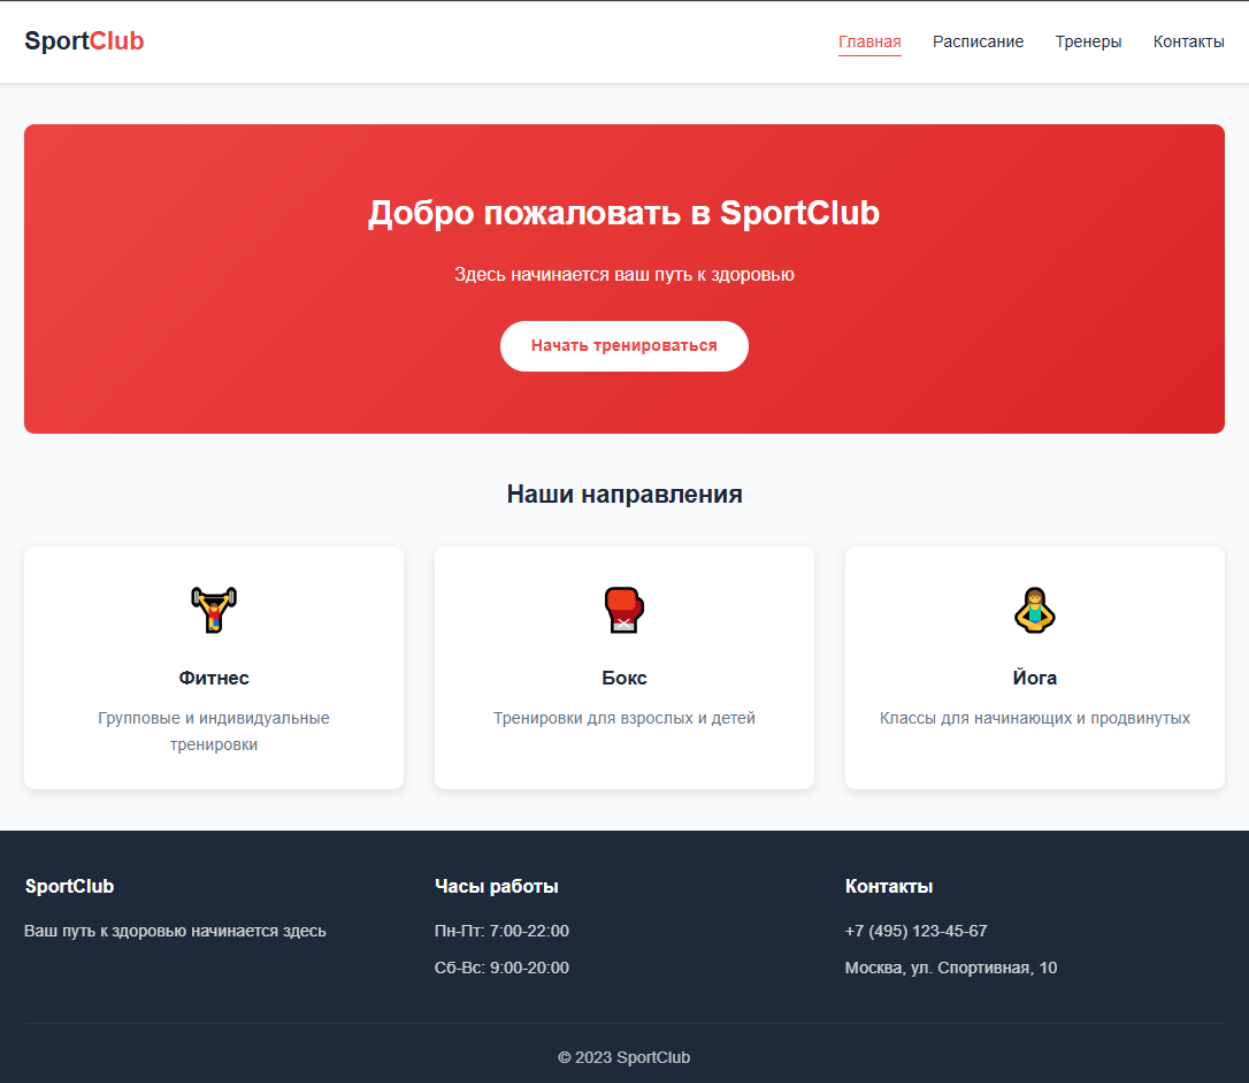 SportClub
Главная
Расписание
Тренеры
Контакты
Добро пожаловать в SportClub
Здесь начинается ваш путь к здоровью
Начать тренироваться
Наши направления
Фитнес
Групповые и индивидуальные
тренировки
Бокс
Тренировки для взрослых и детей
Йога
Классы для начинающих и продвинутых
SportClub
Ваш путь к здоровью начинается здесь
Часы работы
Пн-Пт: 7:00-22:00
Сб-Вс: 9:00-20:00
Контакты
+7 (495) 123-45-67
Москва, ул. Спортивная, 10
© 2023 SportClub